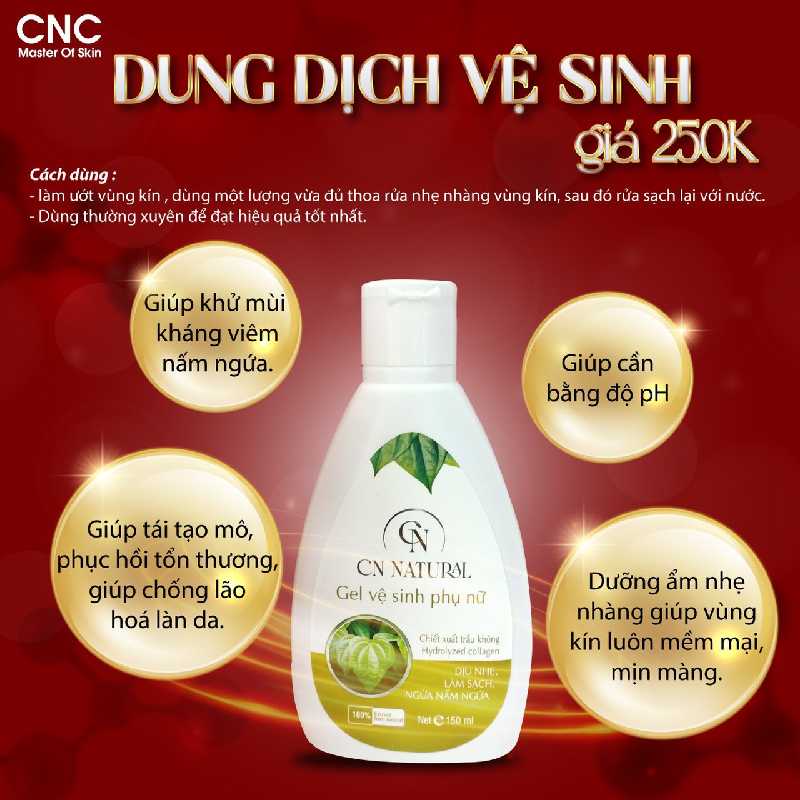 CNC
Master Of Skin
DUNG DỊCH VỆ SINH
giá 250K
Cách dùng :
- làm ướt vùng kín , dùng một lượng vừa đủ thoa rửa nhẹ nhàng vùng kín, sau đó rửa sạch lại với nước.
- Dùng thường xuyên để đạt hiệu quả tốt nhất.
Giúp khử mùi
kháng viêm
nấm ngứa.
Giúp cần
bằng độ pH
Giúp tái tạo mô,
phục hồi tổn thương,
giúp chống lão
hoá làn da.
Dưỡng ẩm nhẹ
nhàng giúp vùng
kín luôn mềm mại,
mịn màng.
CN
CN NATURAL
Gel vệ sinh phụ nữ
Chiết xuất trầu không
Hydrolyzed collagen
DỊU NHẸ,
LÀM SẠCH,
NGỪA NẤM NGỨA
100%
Net e 150 ml